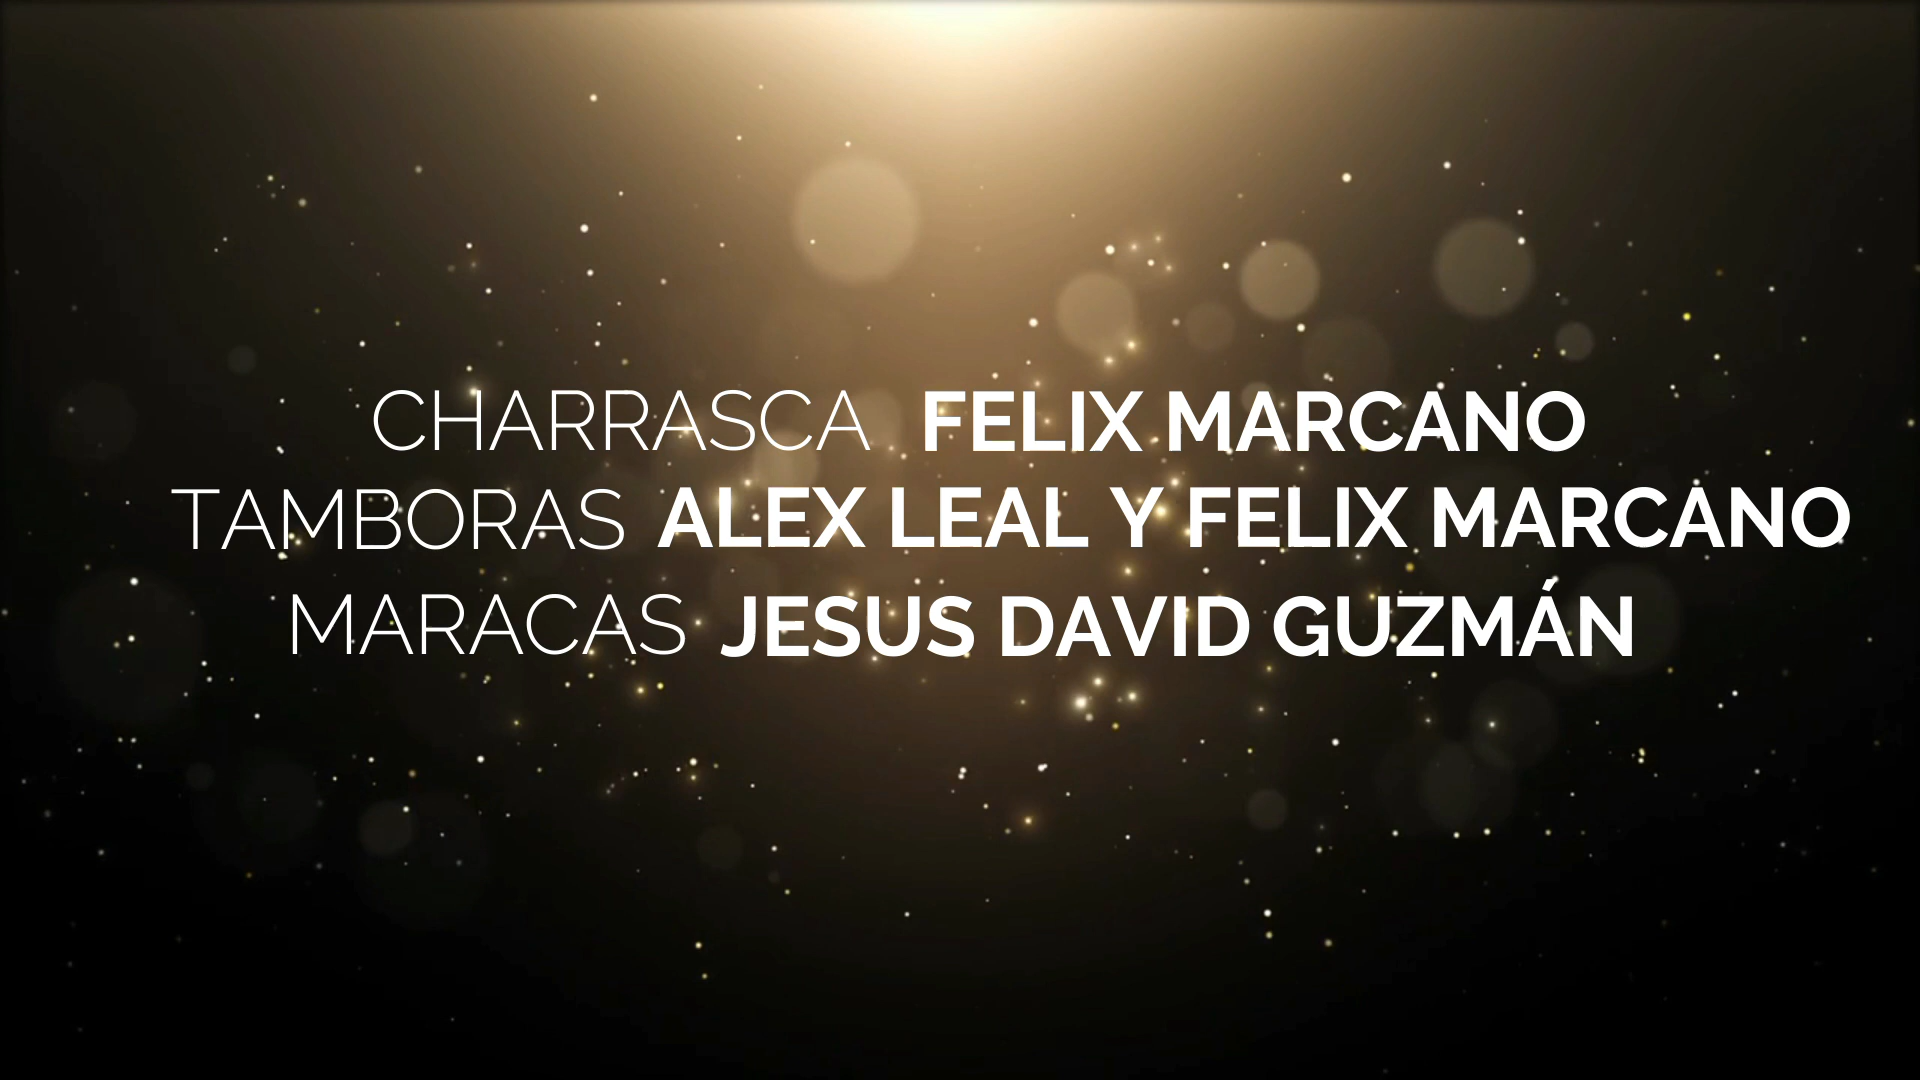 CHARRASCA FELIX MARCANO
TAMBORAS ALEX LEAL Y FELIX MARCANO
MARACAS JESUS DAVID GUZMÁN